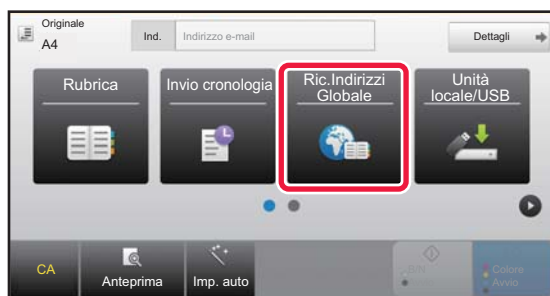 Originale
A4
Ind.
Indirizzo e-mail
Dettagli
Rubrica
Invio cronologia
Ric.Indirizzi
Globale
Unità
locale/USB
CA
Anteprima
Imp. auto
B/N
Avvio
Colore
Avvio